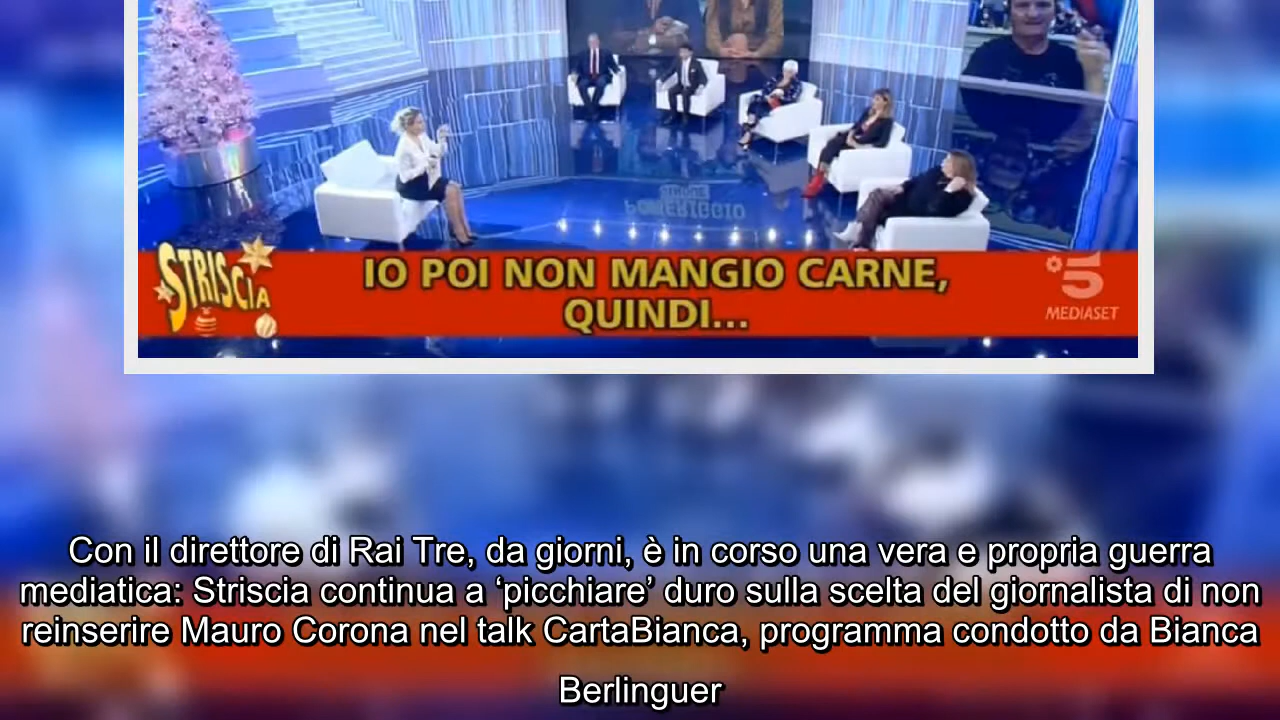 POMERIGGIO
STRISCIA
IO POI NON MANGIO CARNE,
QUINDI...
5
MEDIASET
Con il direttore di Rai Tre, da giorni, è in corso una vera e propria guerra
mediatica: Striscia continua a ‘picchiare’ duro sulla scelta del giornalista di non
reinserire Mauro Corona nel talk CartaBianca, programma condotto da Bianca
Berlinguer